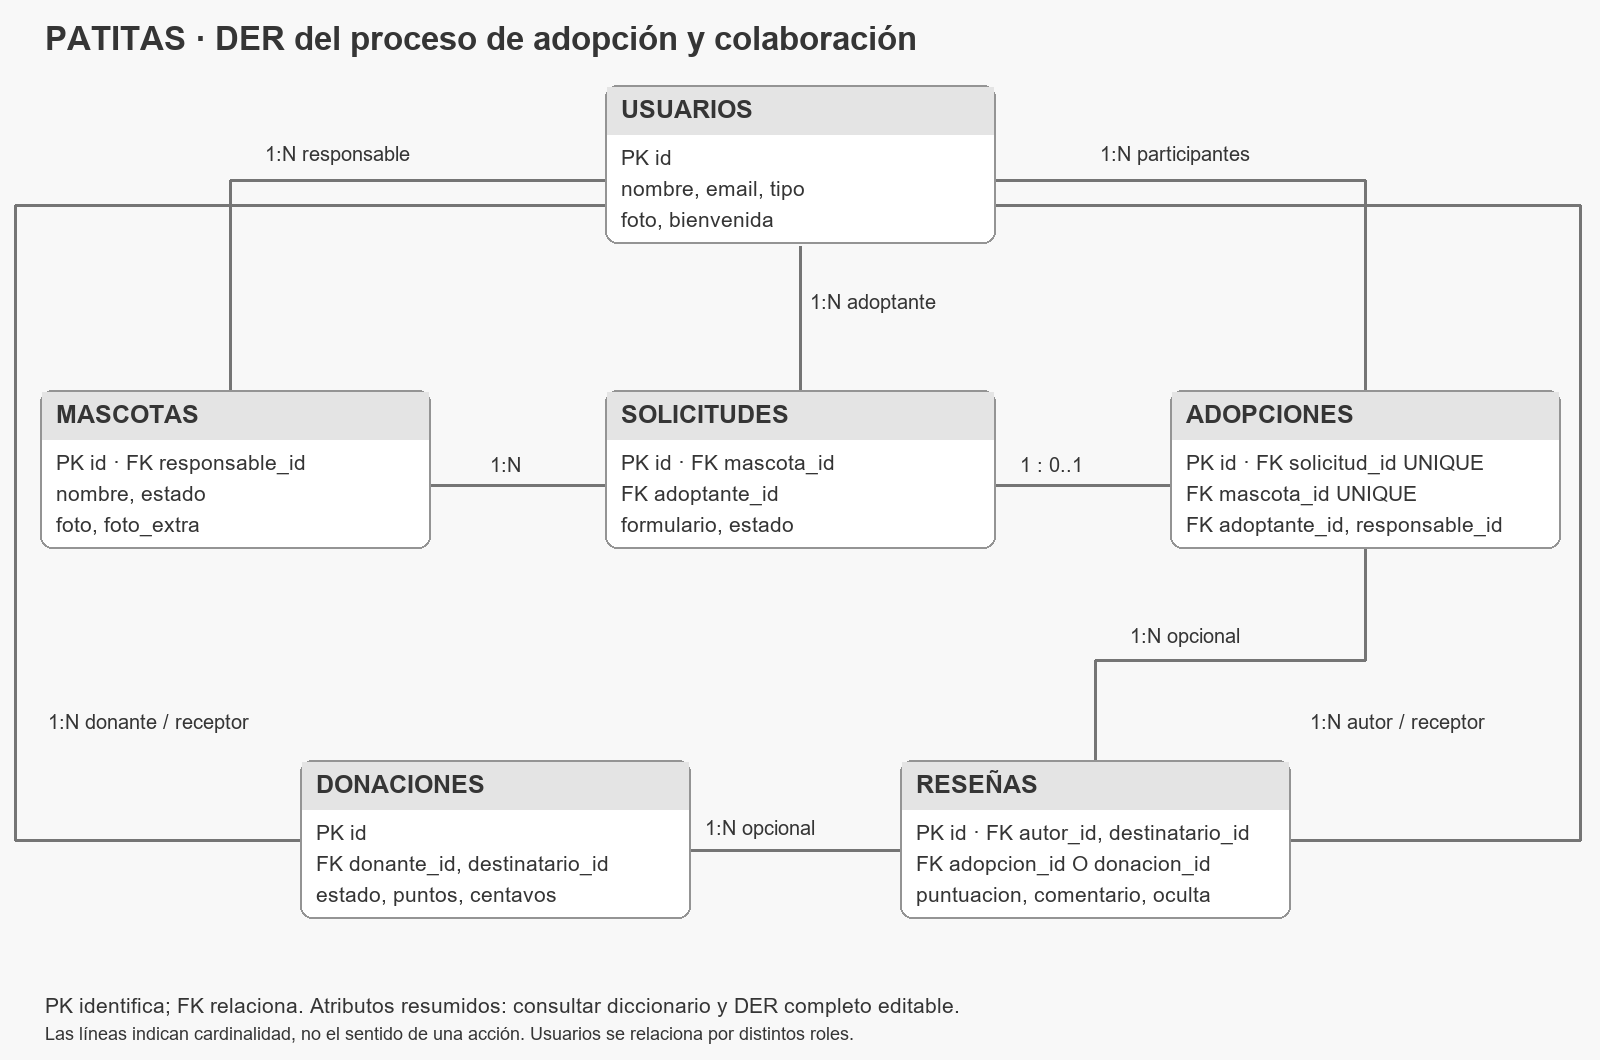 PATITAS · DER del proceso de adopción y colaboración
USUARIOS
PK id
nombre, email, tipo
foto, bienvenida
1:N responsable
1:N participantes
1:N adoptante
MASCOTAS
PK id · FK responsable_id
nombre, estado
foto, foto_extra
1:N
SOLICITUDES
PK id · FK mascota_id
FK adoptante_id
formulario, estado
1 : 0..1
ADOPCIONES
PK id · FK solicitud_id UNIQUE
FK mascota_id UNIQUE
FK adoptante_id, responsable_id
1:N opcional
1:N donante / receptor
1:N autor / receptor
DONACIONES
PK id
FK donante_id, destinatario_id
estado, puntos, centavos
1:N opcional
RESEÑAS
PK id · FK autor_id, destinatario_id
FK adopcion_id O donacion_id
puntuacion, comentario, oculta
PK identifica; FK relaciona. Atributos resumidos: consultar diccionario y DER completo editable.
Las líneas indican cardinalidad, no el sentido de una acción. Usuarios se relaciona por distintos roles.